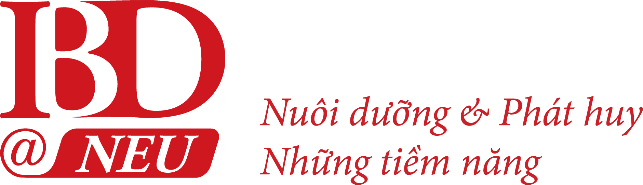 IBD
@ NEU
Nuôi dưỡng & Phát huy
Những tiềm năng